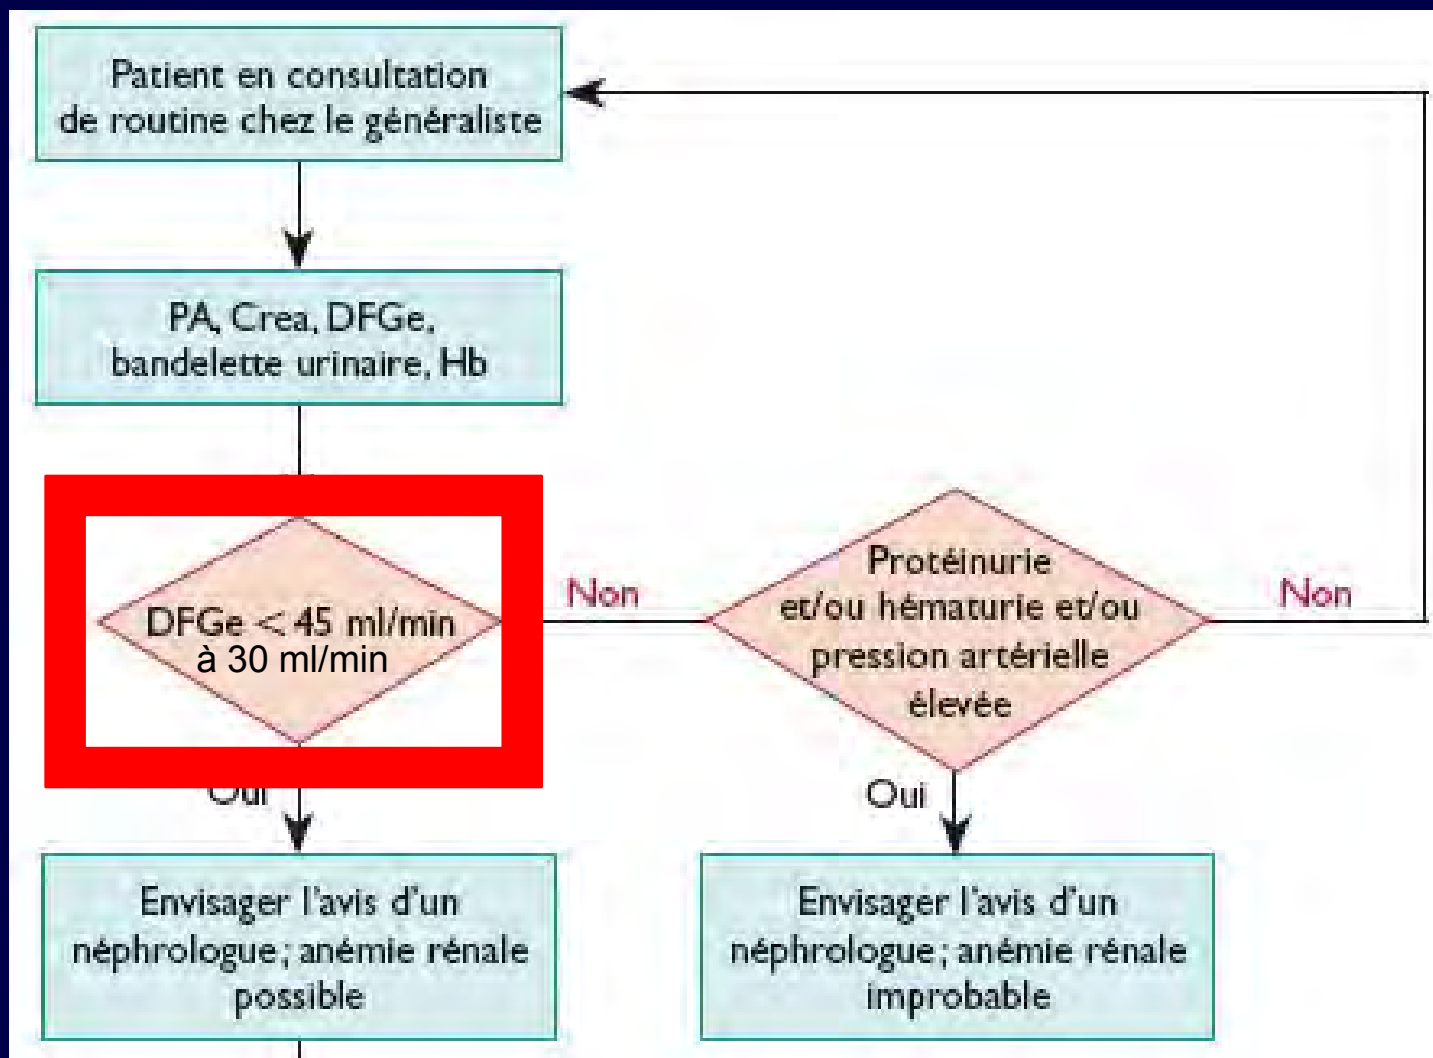 Patient en consultation
de routine chez le généraliste
PA, Crea, DFGe,
bandelette urinaire, Hb
DFGe < 45 ml/min
à 30 ml/min
Non
Protéinurie
et/ou hématurie et/ou
pression artérielle
élevée
Non
Oui
Oui
Envisager l'avis d'un
néphrologue; anémie rénale
possible
Envisager l'avis d'un
néphrologue; anémie rénale
improbable